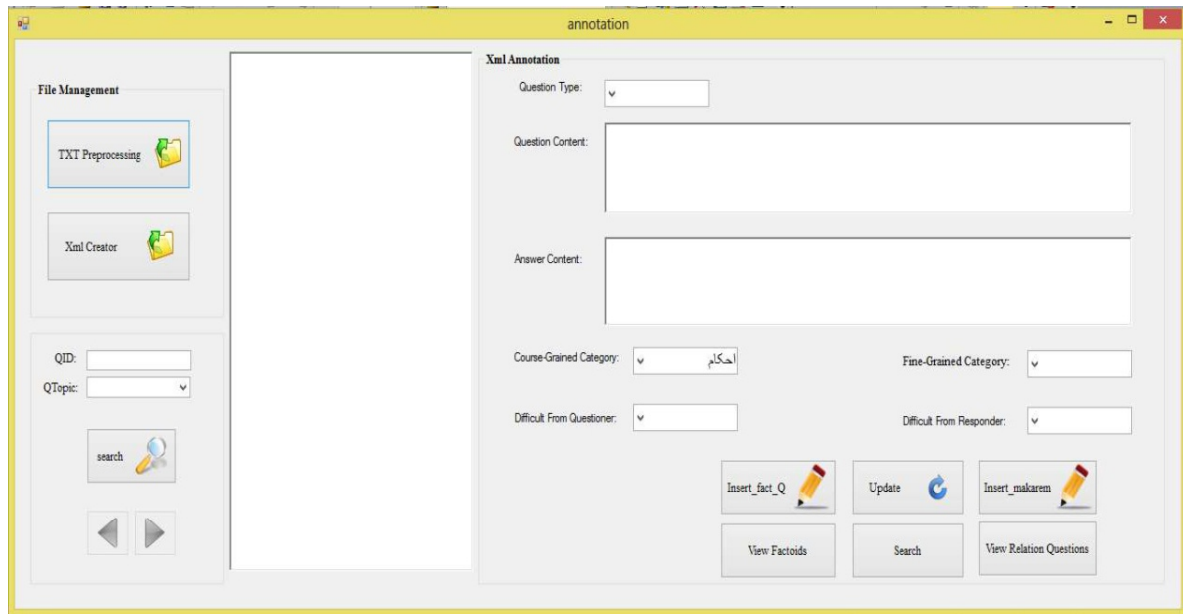 annotation
File Management
TXT Preprocessing
Xml Creator
QID:
QTopic:
search
Xml Annotation
Question Type:
Question Content:
Answer Content:
Course-Grained Category: احکام
Fine-Grained Category:
Difficult From Questioner:
Difficult From Responder:
Insert_fact_Q
Update
Insert_makarem
View Factoids
Search
View Relation Questions